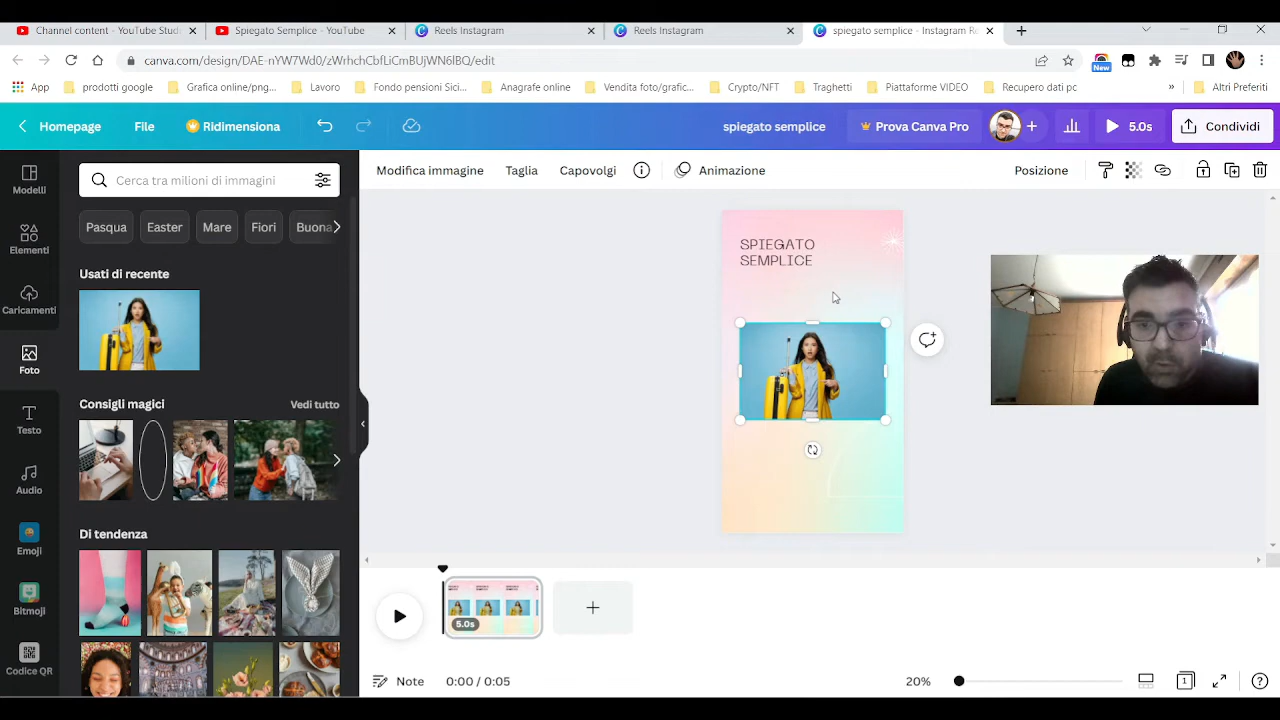 Channel content - YouTube Stud
Spiegato Semplice - YouTube
Reels Instagram
Reels Instagram
spiegato semplice - Instagram Re
canva.com/design/DAE-nYW7Wd0/zWrhchCbfLiCmBUjWN6fBQ/edit
New
App
prodotti google
Grafica online/png...
Lavoro
Fondo pensioni Sici...
Anagrafe online
Vendita foto/grafic...
Crypto/NFT
Traghetti
Piattaforme VIDEO
Recupero dati pc
»
Altri Preferiti
Homepage
File
Ridimensiona
spiegato semplice
Prova Canva Pro
5.0s
Condividi
Modelli
Elementi
Caricamenti
Foto
Testo
Audio
Emoji
Bitmoji
Codice QR
Cerca tra milioni di immagini
Pasqua
Easter
Mare
Fiori
Buona
Usati di recente
Consigli magici
Vedi tutto
Di tendenza
Modifica immagine
Taglia
Capovolgi
Animazione
Posizione
SPIEGATO
SEMPLICE
5.0s
Note
0:00 / 0:05
20%
1